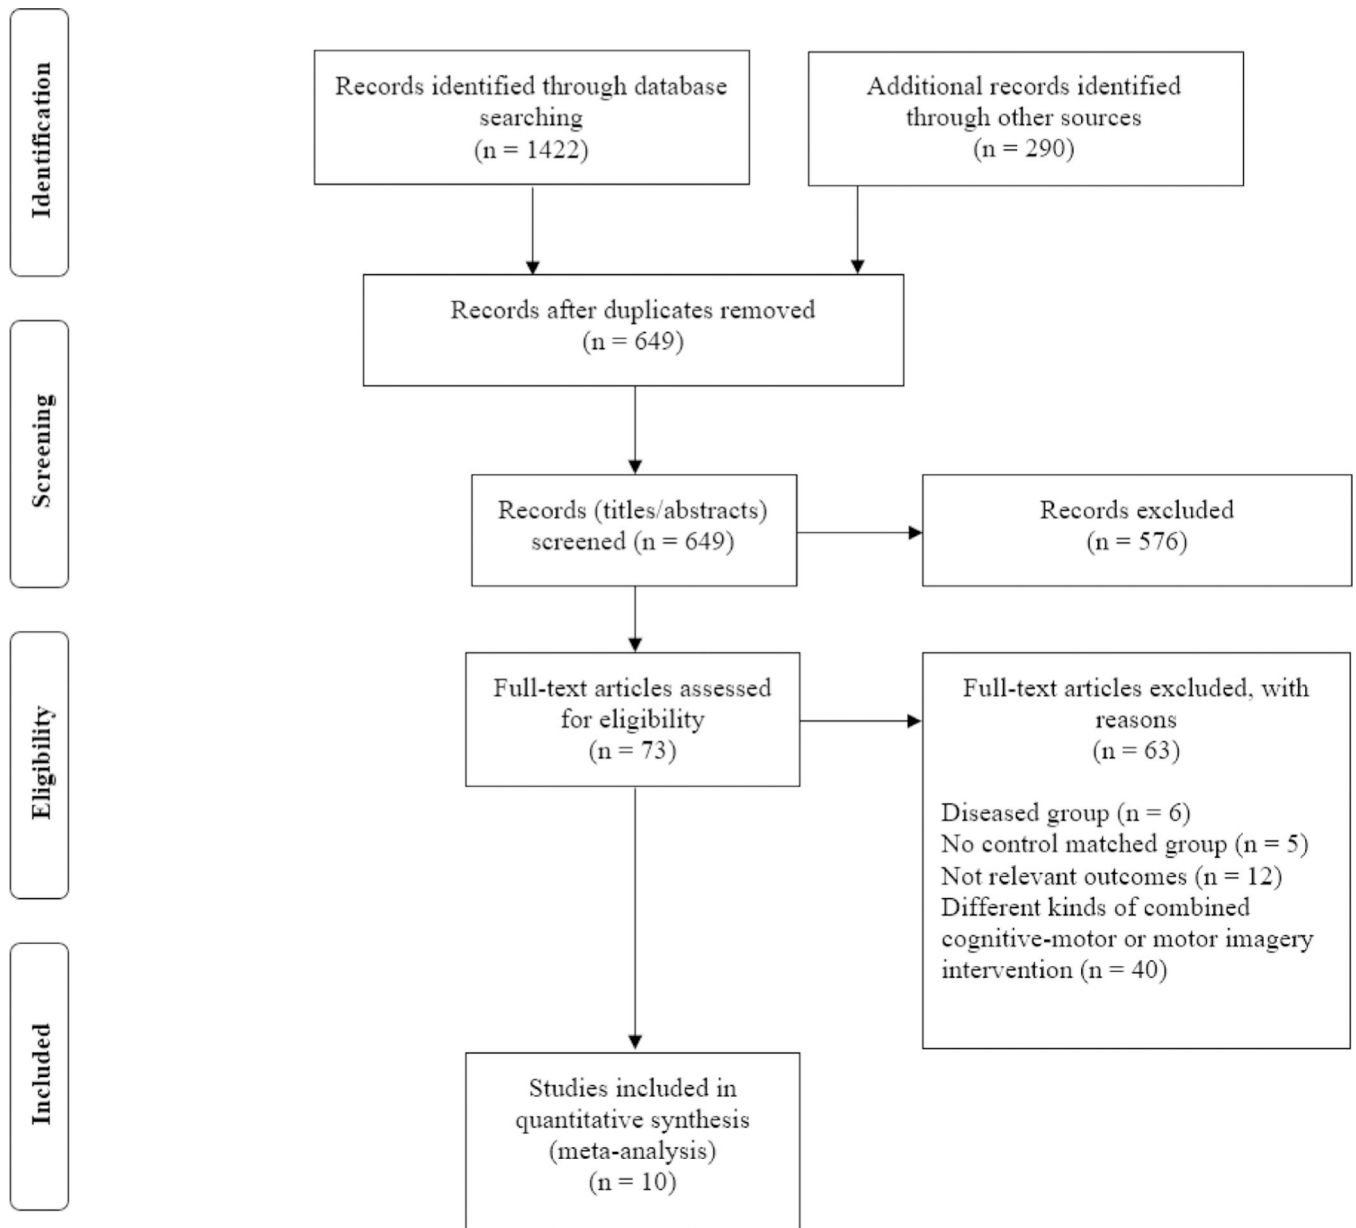 Identification
Records identified through database
searching
(n = 1422)
Additional records identified
through other sources
(n = 290)
Records after duplicates removed
(n = 649)
Screening
Records (titles/abstracts)
screened (n = 649)
Records excluded
(n = 576)
Eligibility
Full-text articles assessed
for eligibility
(n = 73)
Full-text articles excluded, with
reasons
(n = 63)
Diseased group (n = 6)
No control matched group (n = 5)
Not relevant outcomes (n = 12)
Different kinds of combined
cognitive-motor or motor imagery
intervention (n = 40)
Included
Studies included in
quantitative synthesis
(meta-analysis)
(n = 10)